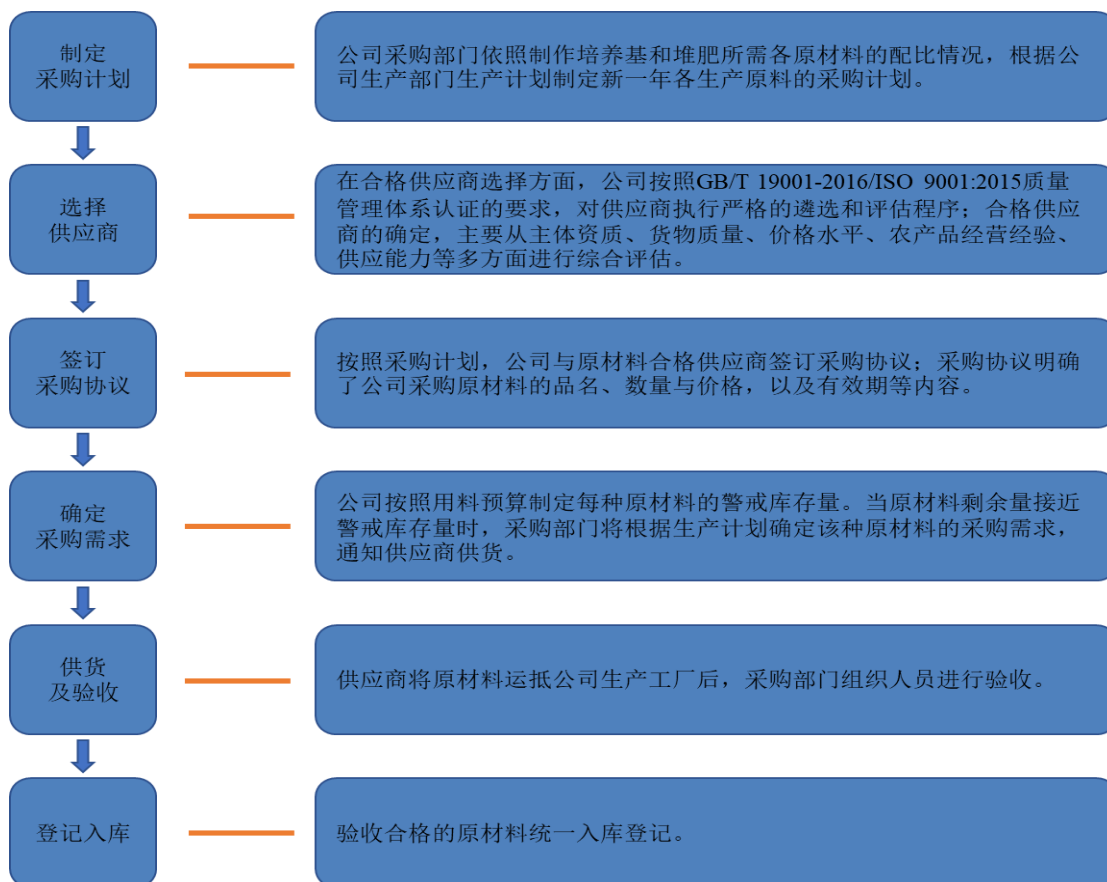 制定
采购计划
公司采购部门依照制作培养基和堆肥所需各原材料的配比情况，根据公
司生产部门生产计划制定新一年各生产原料的采购计划。
选择
供应商
在合格供应商选择方面，公司按照GB/T 19001-2016/ISO 9001:2015质量
管理体系认证的要求，对供应商执行严格的遴选和评估程序；合格供应
商的确定，主要从主体资质、货物质量、价格水平、农产品经营经验、
供应能力等多方面进行综合评估。
签订
采购协议
按照采购计划，公司与原材料合格供应商签订采购协议；采购协议明确
了公司采购原材料的品名、数量与价格，以及有效期等内容。
确定
采购需求
公司按照用料预算制定每种原材料的警戒库存量。当原材料剩余量接近
警戒库存量时，采购部门将根据生产计划确定该种原材料的采购需求，
通知供应商供货。
供货
及验收
供应商将原材料运抵公司生产工厂后，采购部门组织人员进行验收。
登记入库
验收合格的原材料统一入库登记。